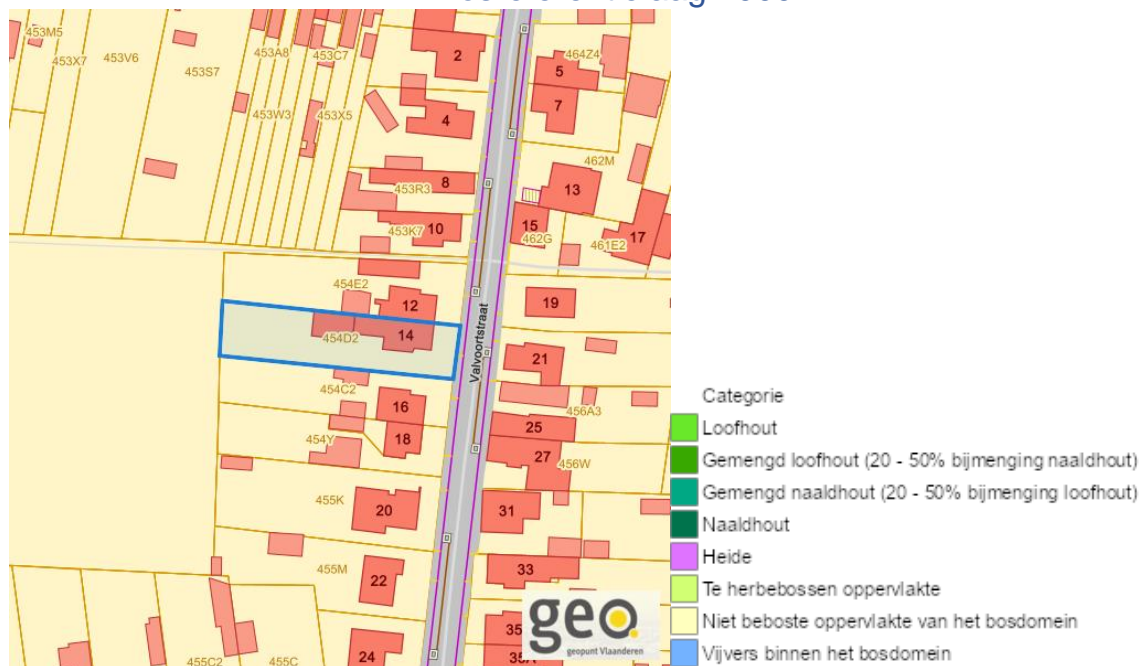 453M5
453X7
453V6
453S7
453A8
453C7
453W3
453X5
2
4
8
453R3
10
453K7
464Z4
5
7
462M
13
15
462G
461E2
17
454E2
12
14
454D2
Valvoortstraat
19
21
454C2
16
18
454Y
456A3
25
27
456W
455K
20
31
455M
22
33
35
35A
455C2
455C
24
geo.
geopunt Vlaanderen
Categorie
Loofhout
Gemengd loofhout (20 - 50% bijmenging naaldhout)
Gemengd naaldhout (20 - 50% bijmenging loofhout)
Naaldhout
Heide
Te herbebossen oppervlakte
Niet beboste oppervlakte van het bosdomein
Vijvers binnen het bosdomein